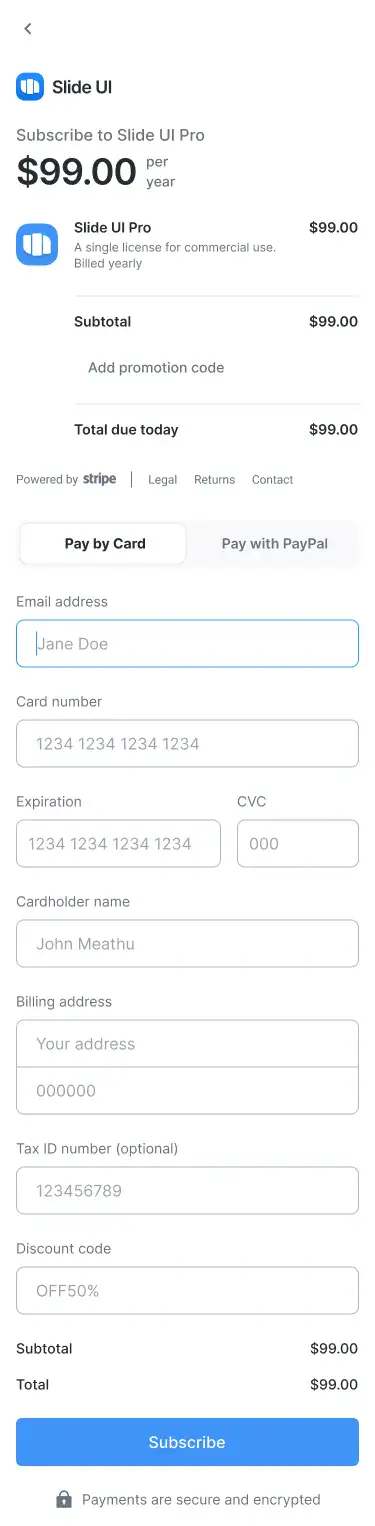 Slide UI
Subscribe to Slide UI Pro
$99.00 per
year
Slide UI Pro $99.00
A single license for commercial use.
Billed yearly
Subtotal $99.00
Add promotion code
Total due today $99.00
Powered by stripe | Legal Returns Contact
Pay by Card Pay with PayPal
Email address
Jane Doe
Card number
1234 1234 1234 1234
Expiration CVC
1234 1234 1234 1234 000
Cardholder name
John Meathu
Billing address
Your address
000000
Tax ID number (optional)
123456789
Discount code
OFF50%
Subtotal $99.00
Total $99.00
Subscribe
Payments are secure and encrypted